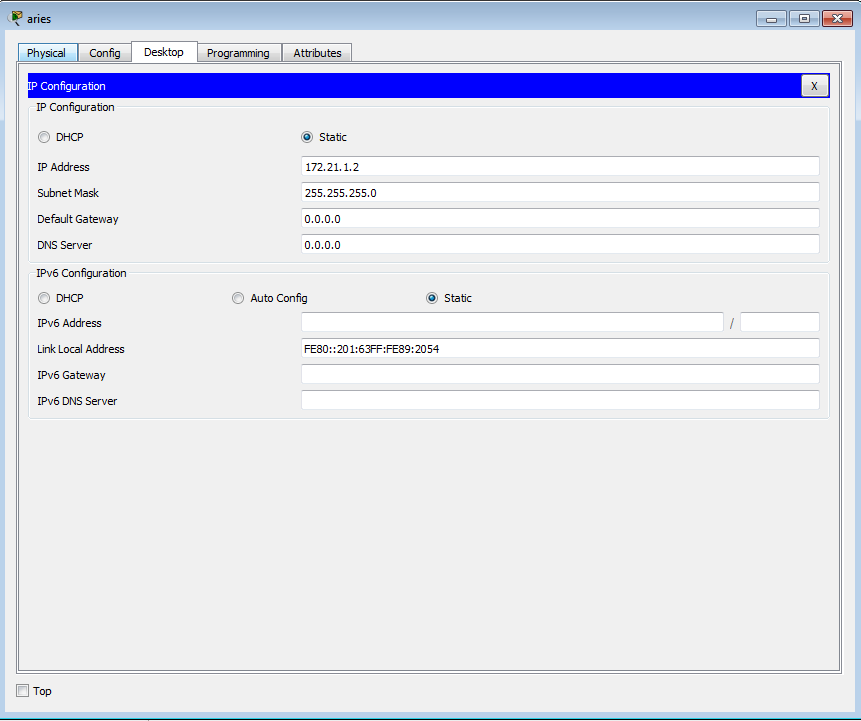 aries
Physical Config Desktop Programming Attributes
IP Configuration X
IP Configuration
DHCP Static
IP Address 172.21.1.2
Subnet Mask 255.255.255.0
Default Gateway 0.0.0.0
DNS Server 0.0.0.0
IPv6 Configuration
DHCP Auto Config Static
IPv6 Address /
Link Local Address FE80::201:63FF:FE89:2054
IPv6 Gateway
IPv6 DNS Server
Top